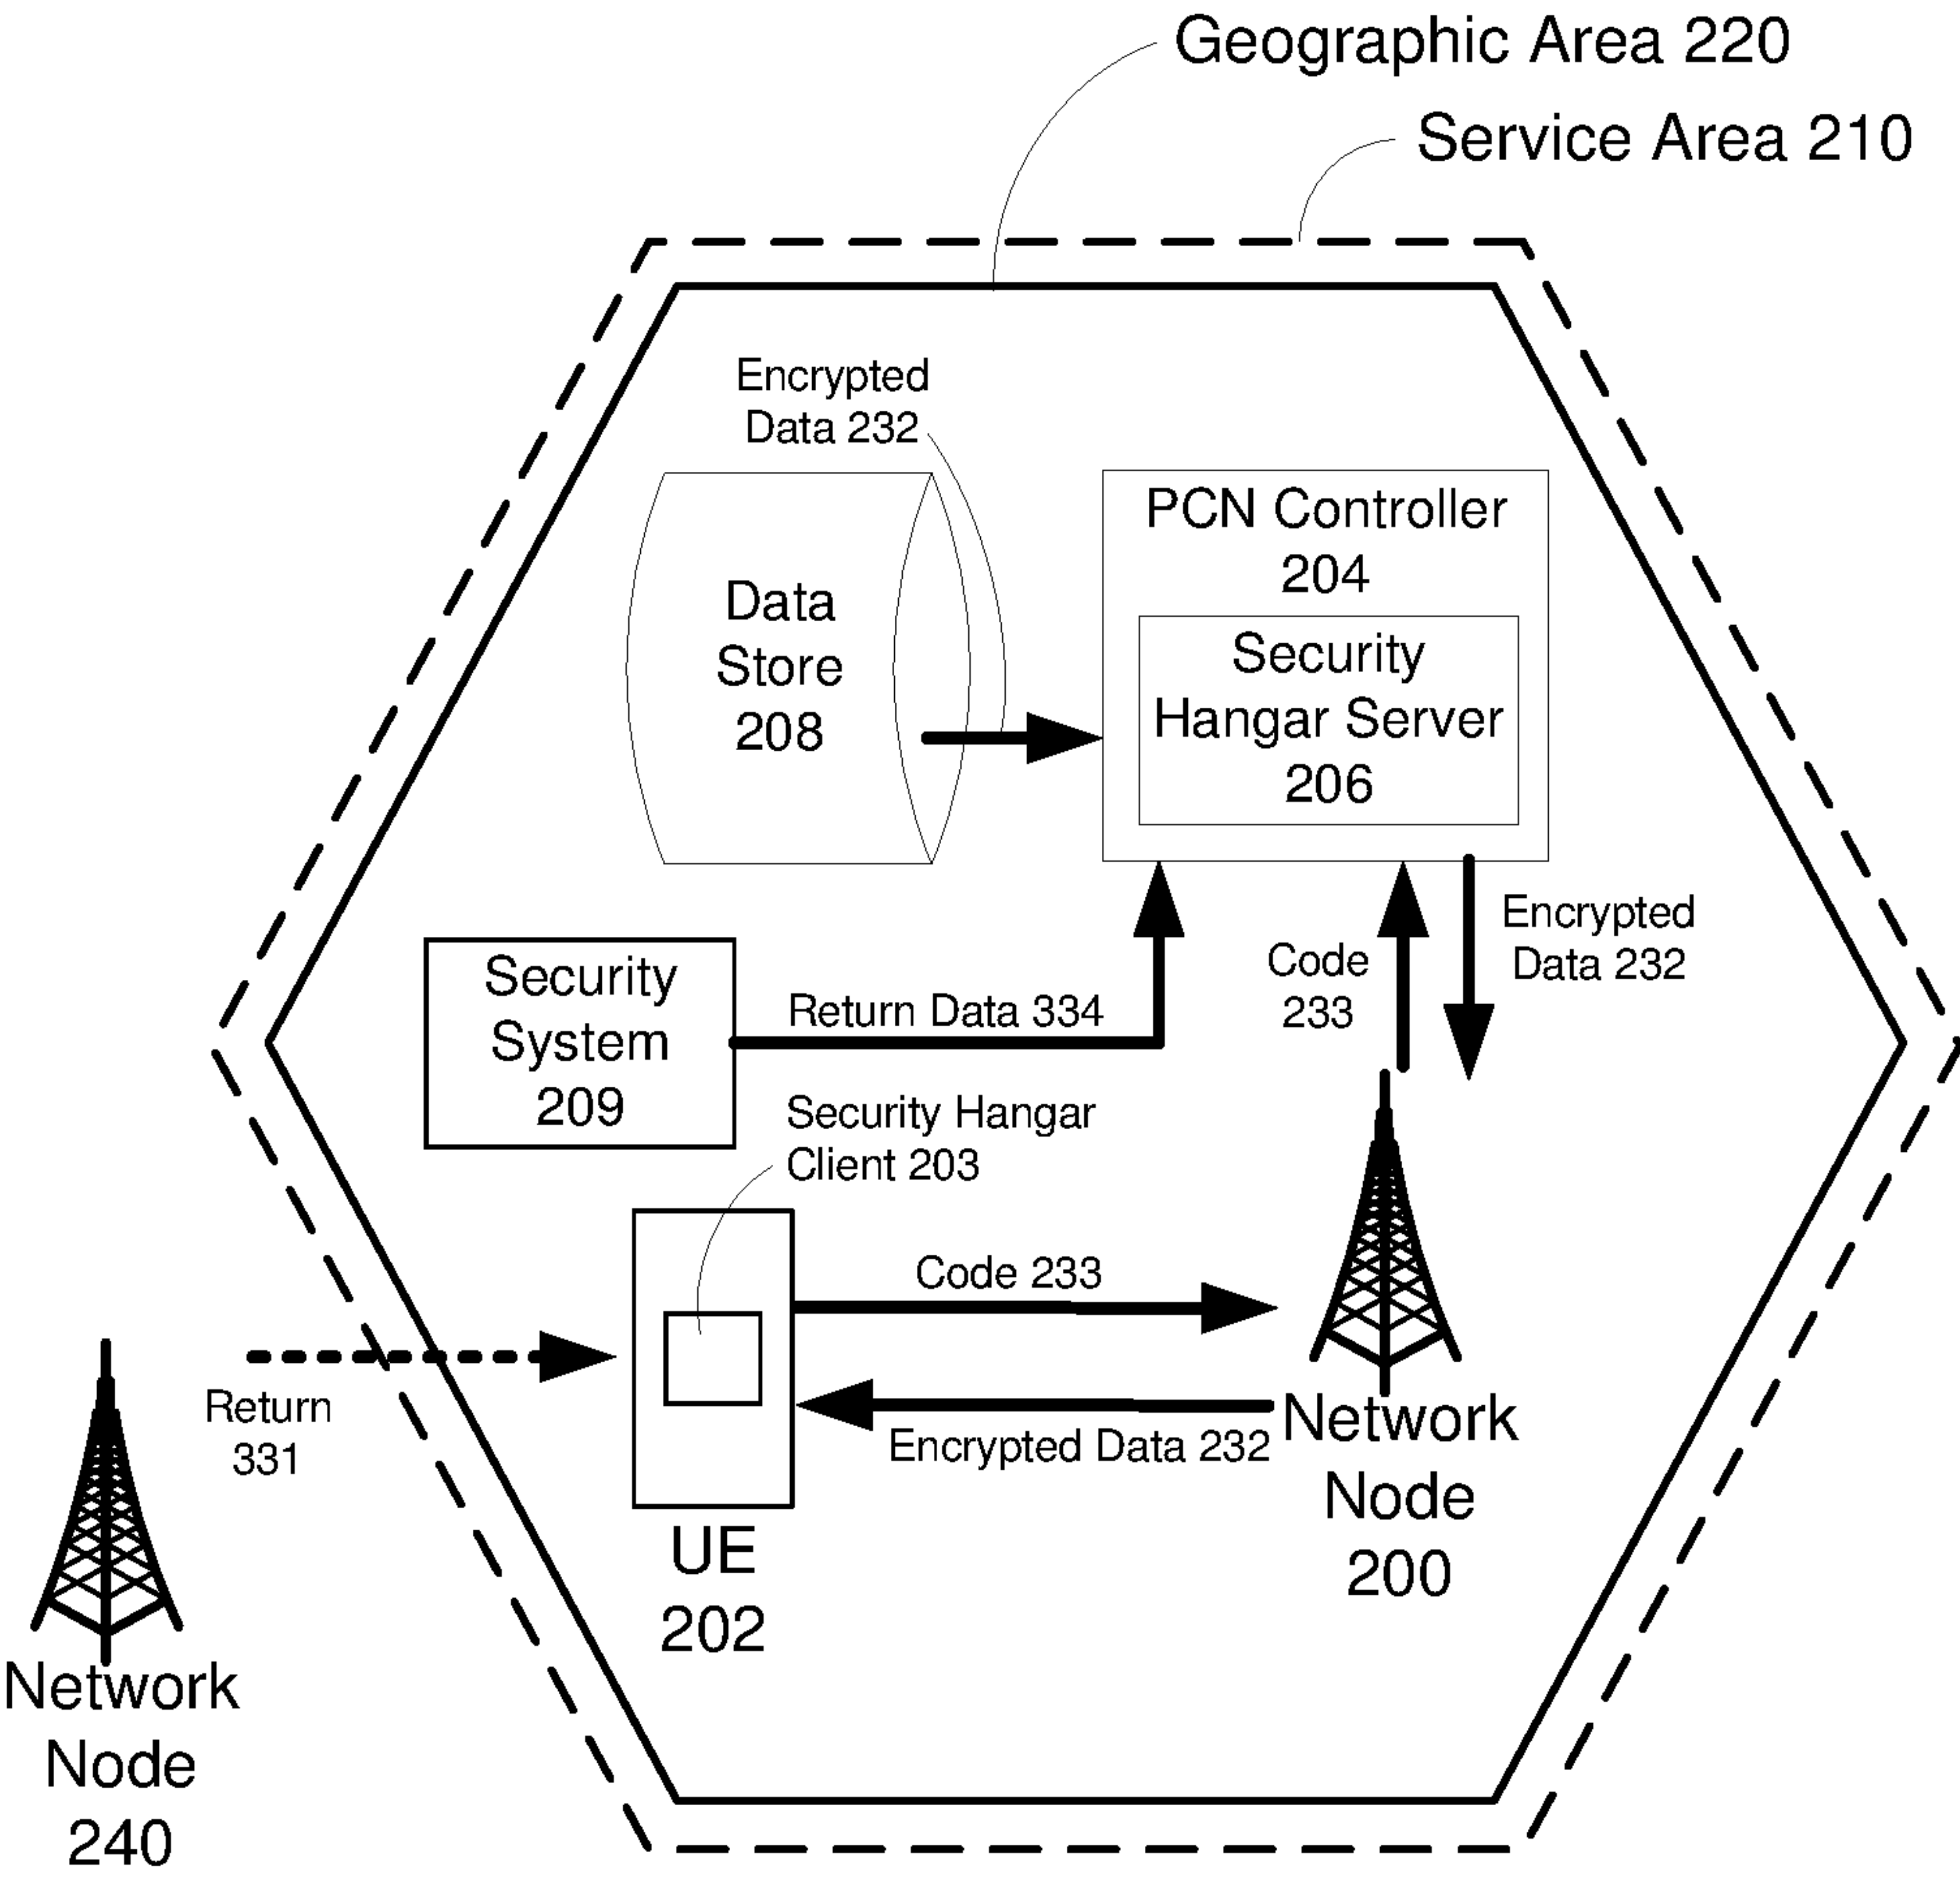 Geographic Area 220
Service Area 210
Encrypted
Data 232
Data
Store
208
PCN Controller
204
Security
Hangar Server
206
Security
System
209
Return Data 334
Code
233
Encrypted
Data 232
Security Hangar
Client 203
Code 233
Encrypted Data 232
Return
331
UE
202
Network
Node
200
Network
Node
240